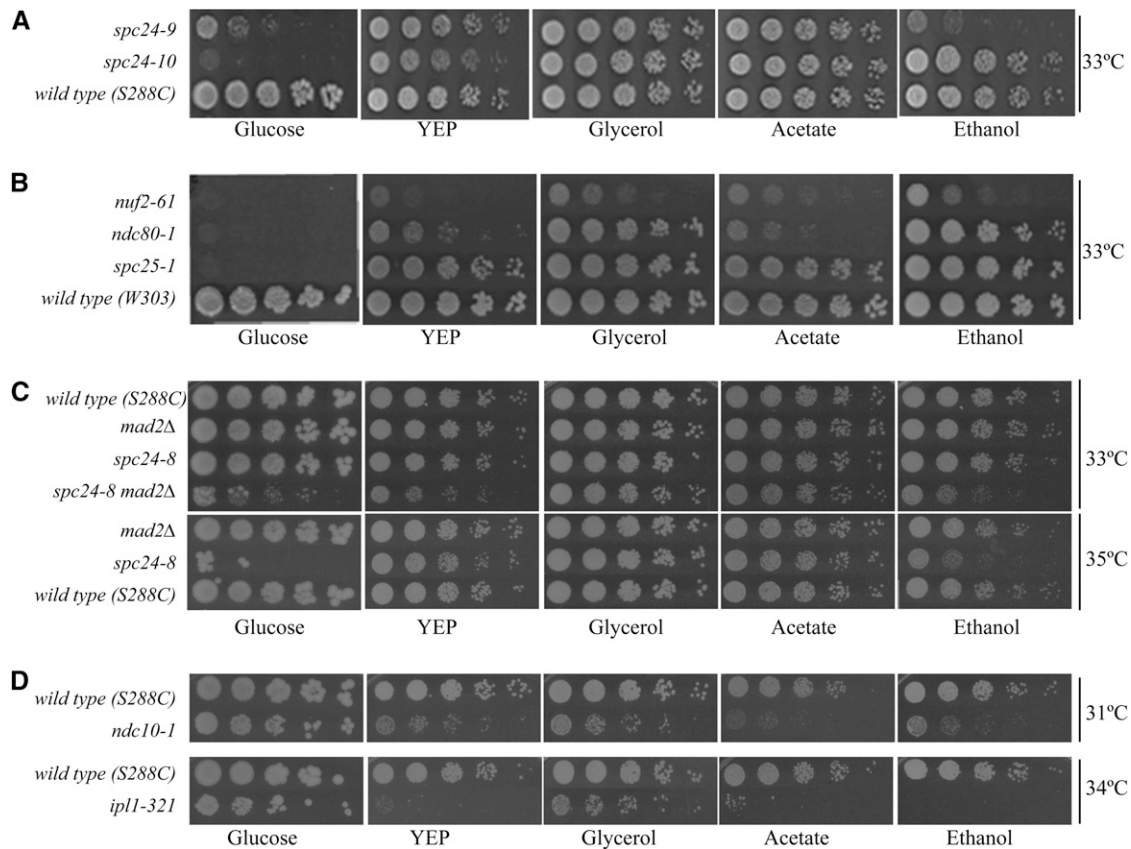 A
spc24-9
spc24-10
wild type (S288C)
33ºC
Glucose YEP Glycerol Acetate Ethanol
B
nuf2-61
ndc80-1
spc25-1
wild type (W303)
33ºC
Glucose YEP Glycerol Acetate Ethanol
C
wild type (S288C)
mad2Δ
spc24-8
spc24-8 mad2Δ
33ºC
mad2Δ
spc24-8
wild type (S288C)
35ºC
Glucose YEP Glycerol Acetate Ethanol
D
wild type (S288C)
ndc10-1
31ºC
wild type (S288C)
ipl1-321
34ºC
Glucose YEP Glycerol Acetate Ethanol